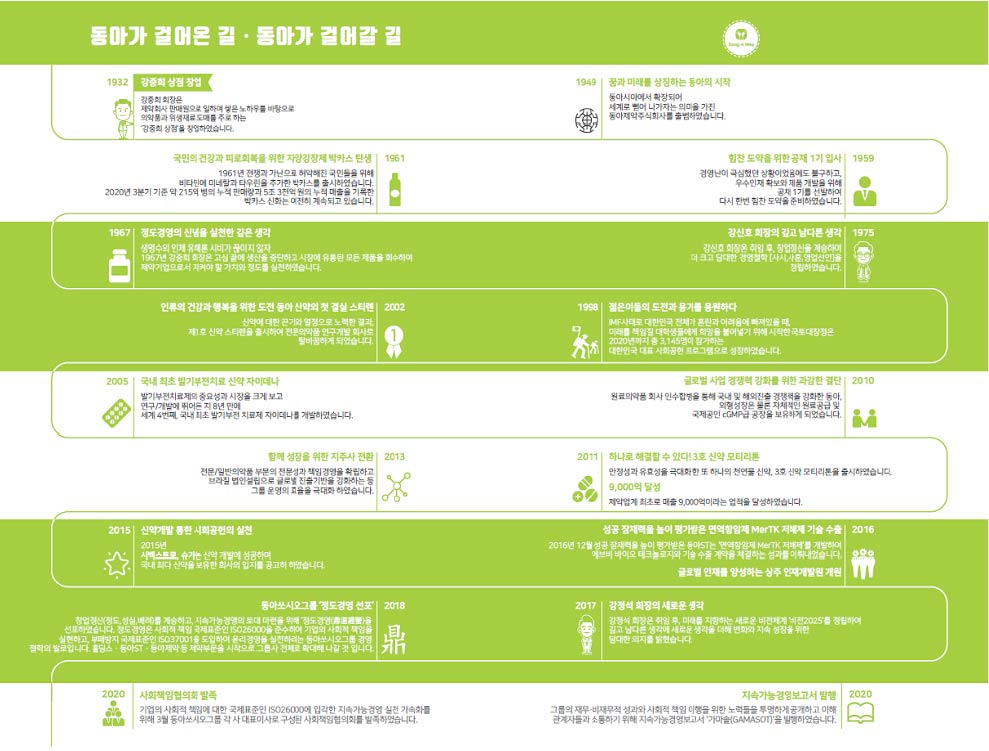 동아가 걸어온 길 · 동아가 걸어갈 길
Dong-A Way
1932
강중희 상점 창업
강중희 회장은
제약회사 판매원으로 일하며 쌓은 노하우를 바탕으로
의약품과 위생재료 도매를 주로 하는
'강중희 상점'을 창업하였습니다.
1949
꿈과 미래를 상징하는 동아의 시작
동아시아에서 확장되어
세계로 뻗어 나가자는 의미를 가진
동아제약주식회사를 출범하였습니다.
국민의 건강과 피로회복을 위한 자양강장제 박카스 탄생
1961
1961년 전쟁과 가난으로 허약해진 국민들을 위해
비타민에 미네랄과 타우린을 추가한 박카스를 출시하였습니다.
2020년 3분기 기준 약 215억 병의 누적 판매량과 5조 3천억 원의 누적 매출을 기록한
박카스 신화는 여전히 계속되고 있습니다.
힘찬 도약을 위한 공채 1기 입사
1959
경영난이 극심했던 상황이었음에도 불구하고,
우수인재 확보와 제품 개발을 위해
공채 1기를 선발하여
다시 한번 힘찬 도약을 준비하였습니다.
1967
정도경영의 신념을 실천한 깊은 생각
생명수의 인체 유해론 시비가 끊이지 않자
1967년 강중희 회장은 고심 끝에 생산을 중단하고 시장에 유통된 모든 제품을 회수하여
제약기업으로서 지켜야 할 가치와 정도를 실천하였습니다.
강신호 회장의 깊고 남다른 생각
1975
강신호 회장은 취임 후, 창업정신을 계승하여
더 크고 담대한 경영철학 [사시,사훈,영업선언]을
정립하였습니다.
인류의 건강과 행복을 위한 도전 동아 신약의 첫 결실 스티렌
2002
신약에 대한 끈기와 열정으로 노력한 결과,
제1호 신약 스티렌을 출시하여 전문의약품 연구개발 회사로
탈바꿈하게 되었습니다.
1998
젊은이들의 도전과 용기를 응원하다
IMF사태로 대한민국 전체가 혼란과 어려움에 빠져있을 때,
미래를 책임질 대학생들에게 희망을 불어넣기 위해 시작한 국토대장정은
2020년까지 총 3,145명이 참가하는
대한민국 대표 사회공헌 프로그램으로 성장하였습니다.
2005
국내 최초 발기부전치료 신약 자이데나
발기부전치료제의 중요성과 시장을 크게 보고
연구/개발에 뛰어든 지 8년 만에
세계 4번째, 국내 최초 발기부전 치료제 자이데나를 개발하였습니다.
글로벌 사업 경쟁력 강화를 위한 과감한 결단
2010
원료의약품 회사 인수합병을 통해 국내 및 해외진출 경쟁력을 강화한 동아,
외형성장은 물론 자체적인 원료공급 및
국제공인 cGMP급 공장을 보유하게 되었습니다.
함께 성장을 위한 지주사 전환
2013
전문/일반의약품 부문의 전문성과 책임경영을 확립하고
브라질 법인설립으로 글로벌 진출기반을 강화하는 등
그룹 운영의 효율을 극대화 하였습니다.
2011
하나로 해결할 수 있다! 3호 신약 모티리톤
안정성과 유효성을 극대화 한 또 하나의 천연물 신약, 3호 신약 모티리톤을 출시하였습니다.
9,000억 달성
제약업계 최초로 매출 9,000억이라는 업적을 달성하였습니다.
2015
신약개발 통한 사회공헌의 실천
2015년
시벡스트로, 슈가논 신약 개발에 성공하며
국내 최다 신약을 보유한 회사의 입지를 공고히 하였습니다.
성공 잠재력을 높이 평가받은 면역항암제 MerTK 저해제 기술 수출
2016
2016년 12월 성공 잠재력을 높이 평가받은 동아ST는 '면역항암제 MerTK 저해제'를 개발하여
애브비 바이오 테크놀로지와 기술 수출 계약을 체결하는 성과를 이뤄내었습니다.
글로벌 인재를 양성하는 상주 인재개발원 개원
동아쏘시오그룹 '정도경영 선포'
2018
창업정신(정도,성실,배려)를 계승하고, 지속가능경영의 토대 마련을 위해 '정도경영(鼎道經營)'을
선포하였습니다. 정도경영은 사회적 책임 국제표준인 ISO26000을 준수하여 기업의 사회적 책임을
실현하고, 부패방지 국제표준인 ISO37001을 도입하여 윤리경영을 실천하려는 동아쏘시오그룹 경영
철학의 발로입니다. 홀딩스 · 동아ST · 동아제약 등 제약부문을 시작으로 그룹사 전체로 확대해 나갈 것 입니다.
鼎
2017
강정석 회장의 새로운 생각
강정석 회장은 취임 후, 미래를 지향하는 새로운 비전체계 '비전2025'를 정립하여
깊고 남다른 생각에 새로운 생각을 더해 변화와 지속 성장을 위한
담대한 의지를 밝혔습니다.
2020
사회책임협의회 발족
기업의 사회적 책임에 대한 국제표준인 ISO26000에 입각한 지속가능경영 실천 가속화를
위해 3월 동아쏘시오그룹 각 사 대표이사로 구성된 사회책임협의회를 발족하였습니다.
지속가능경영보고서 발행
2020
그룹의 재무·비재무적 성과와 사회적 책임 이행을 위한 노력들을 투명하게 공개하고 이해
관계자들과 소통하기 위해 지속가능경영보고서 '가마솥(GAMASOT)'을 발행하였습니다.